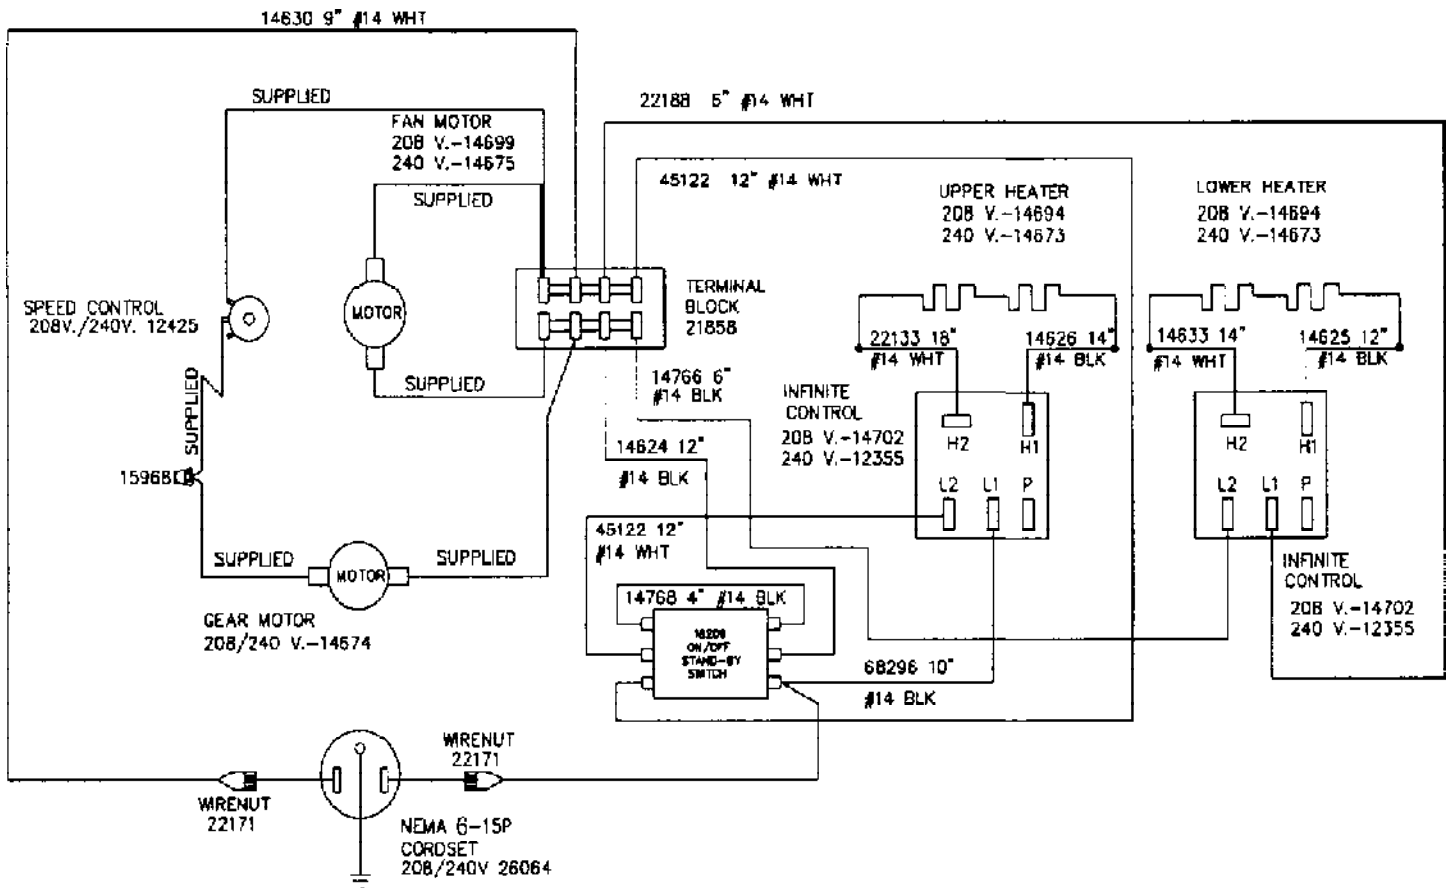 14630 9" #14 WHT
SUPPLIED
FAN MOTOR
208 V.-14699
240 V.-14675
SUPPLIED
22188 6" #14 WHT
45122 12" #14 WHT
UPPER HEATER
208 V.-14694
240 V.-14673
LOWER HEATER
208 V.-14694
240 V.-14673
SPEED CONTROL
208V./240V. 12425
MOTOR
TERMINAL
BLOCK
21858
22133 18"
#14 WHT
14626 14"
#14 BLK
14633 14"
#14 WHT
14625 12"
#14 BLK
SUPPLIED
SUPPLIED
14766 6"
#14 BLK
INFINITE
CONTROL
208 V.-14702
240 V.-12355
H2
H1
H2
H1
14624 12"
#14 BLK
15968
L2
L1
P
L2
L1
P
45122 12"
#14 WHT
SUPPLIED
MOTOR
SUPPLIED
INFINITE
CONTROL
208 V.-14702
240 V.-12355
14768 4" #14 BLK
GEAR MOTOR
208/240 V.-14674
ON/OFF
STAND-BY
SWITCH
68296 10"
#14 BLK
WIRENUT
22171
WIRENUT
22171
NEMA 6-15P
CORDSET
208/240V 26064